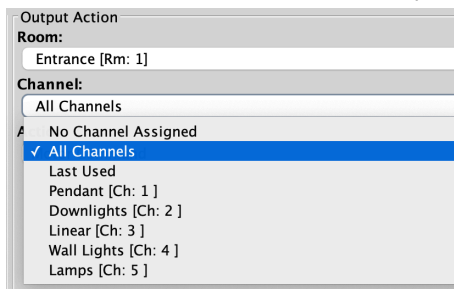 Output Action
Room:
Entrance [Rm: 1]
Channel:
All Channels
A
No Channel Assigned
✓ All Channels
Last Used
Pendant [Ch: 1 ]
Downlights [Ch: 2 ]
Linear [Ch: 3 ]
Wall Lights [Ch: 4 ]
Lamps [Ch: 5 ]